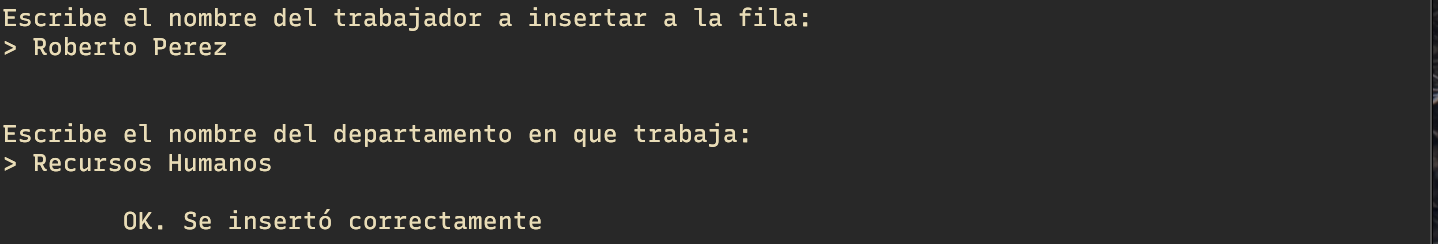 Escribe el nombre del trabajador a insertar a la fila:
> Roberto Perez
Escribe el nombre del departamento en que trabaja:
> Recursos Humanos
OK. Se insertó correctamente